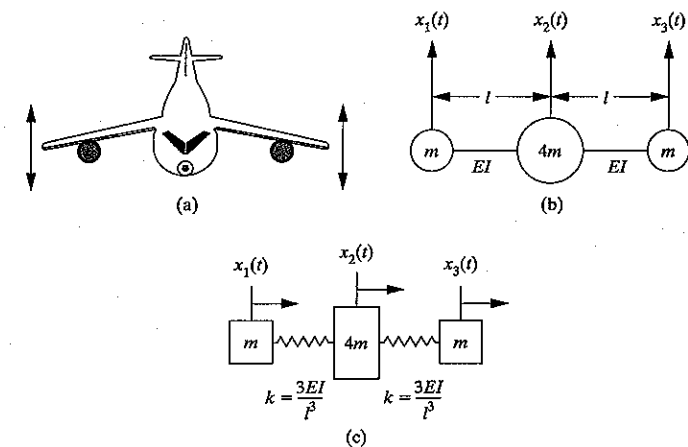 (a)
x₁(t) x₂(t) x₃(t)
l l
m 4m m
EI EI
(b)
x₁(t) x₂(t) x₃(t)
m 4m m
k = 3EI/l³ k = 3EI/l³
(c)